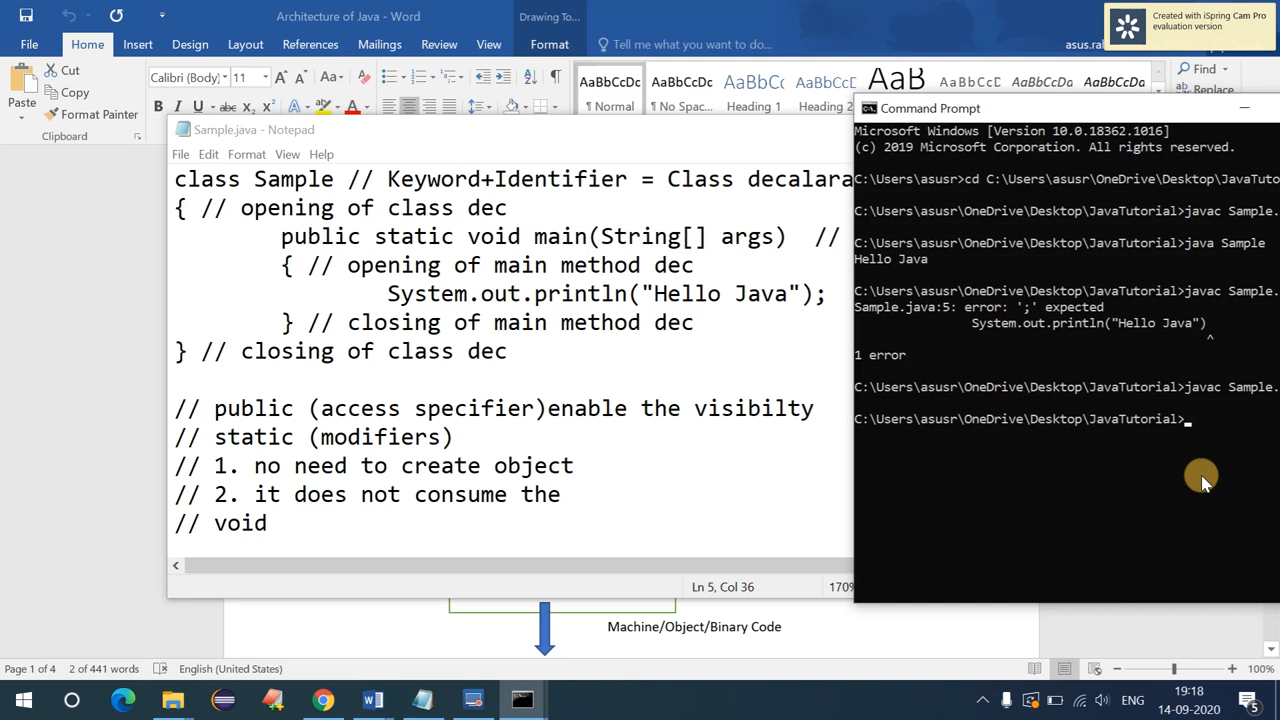 Architecture of Java - Word
Drawing To...
Created with iSpring Cam Pro
evaluation version
File Home Insert Design Layout References Mailings Review View Format Tell me what you want to do...
Cut
Copy
Format Painter
Paste
Clipboard
Calibri (Body) 11
B I U abc x₂ x²
AaBbCcDc AaBbCcDc AaBbCc AaBbCcC AaB AaBbCcD AaBbCcDc AaBbCcDc
¶ Normal ¶ No Spac... Heading 1 Heading 2
Find
Replace
Sample.java - Notepad
File Edit Format View Help
class Sample // Keyword+Identifier = Class decalara
{ // opening of class dec
public static void main(String[] args) //
{ // opening of main method dec
System.out.println("Hello Java");
} // closing of main method dec
} // closing of class dec
// public (access specifier)enable the visibilty
// static (modifiers)
// 1. no need to create object
// 2. it does not consume the
// void
Ln 5, Col 36
170%
Command Prompt
Microsoft Windows [Version 10.0.18362.1016]
(c) 2019 Microsoft Corporation. All rights reserved.
C:\Users\asusr>cd C:\Users\asusr\OneDrive\Desktop\JavaTuto
C:\Users\asusr\OneDrive\Desktop\JavaTutorial>javac Sample.
C:\Users\asusr\OneDrive\Desktop\JavaTutorial>java Sample
Hello Java
C:\Users\asusr\OneDrive\Desktop\JavaTutorial>javac Sample.
Sample.java:5: error: ';' expected
System.out.println("Hello Java")
^
1 error
C:\Users\asusr\OneDrive\Desktop\JavaTutorial>javac Sample.
C:\Users\asusr\OneDrive\Desktop\JavaTutorial>
Machine/Object/Binary Code
Page 1 of 4 2 of 441 words English (United States)
100%
ENG
19:18
14-09-2020
5